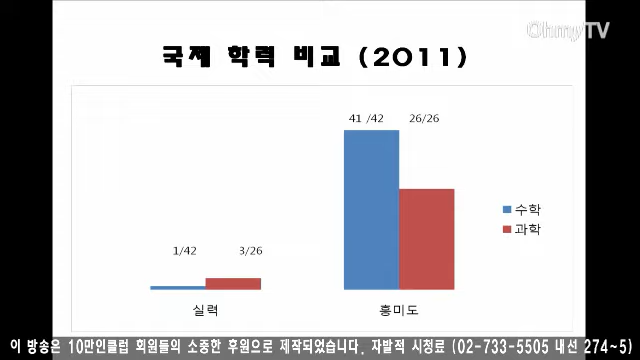 OhmyTV
국제 학력 비교 (2011)
41 /42 26/26
1/42 3/26
수학
과학
실력 흥미도
이 방송은 10만인클럽 회원들의 소중한 후원으로 제작되었습니다. 자발적 시청료 (02-733-5505 내선 274~5)